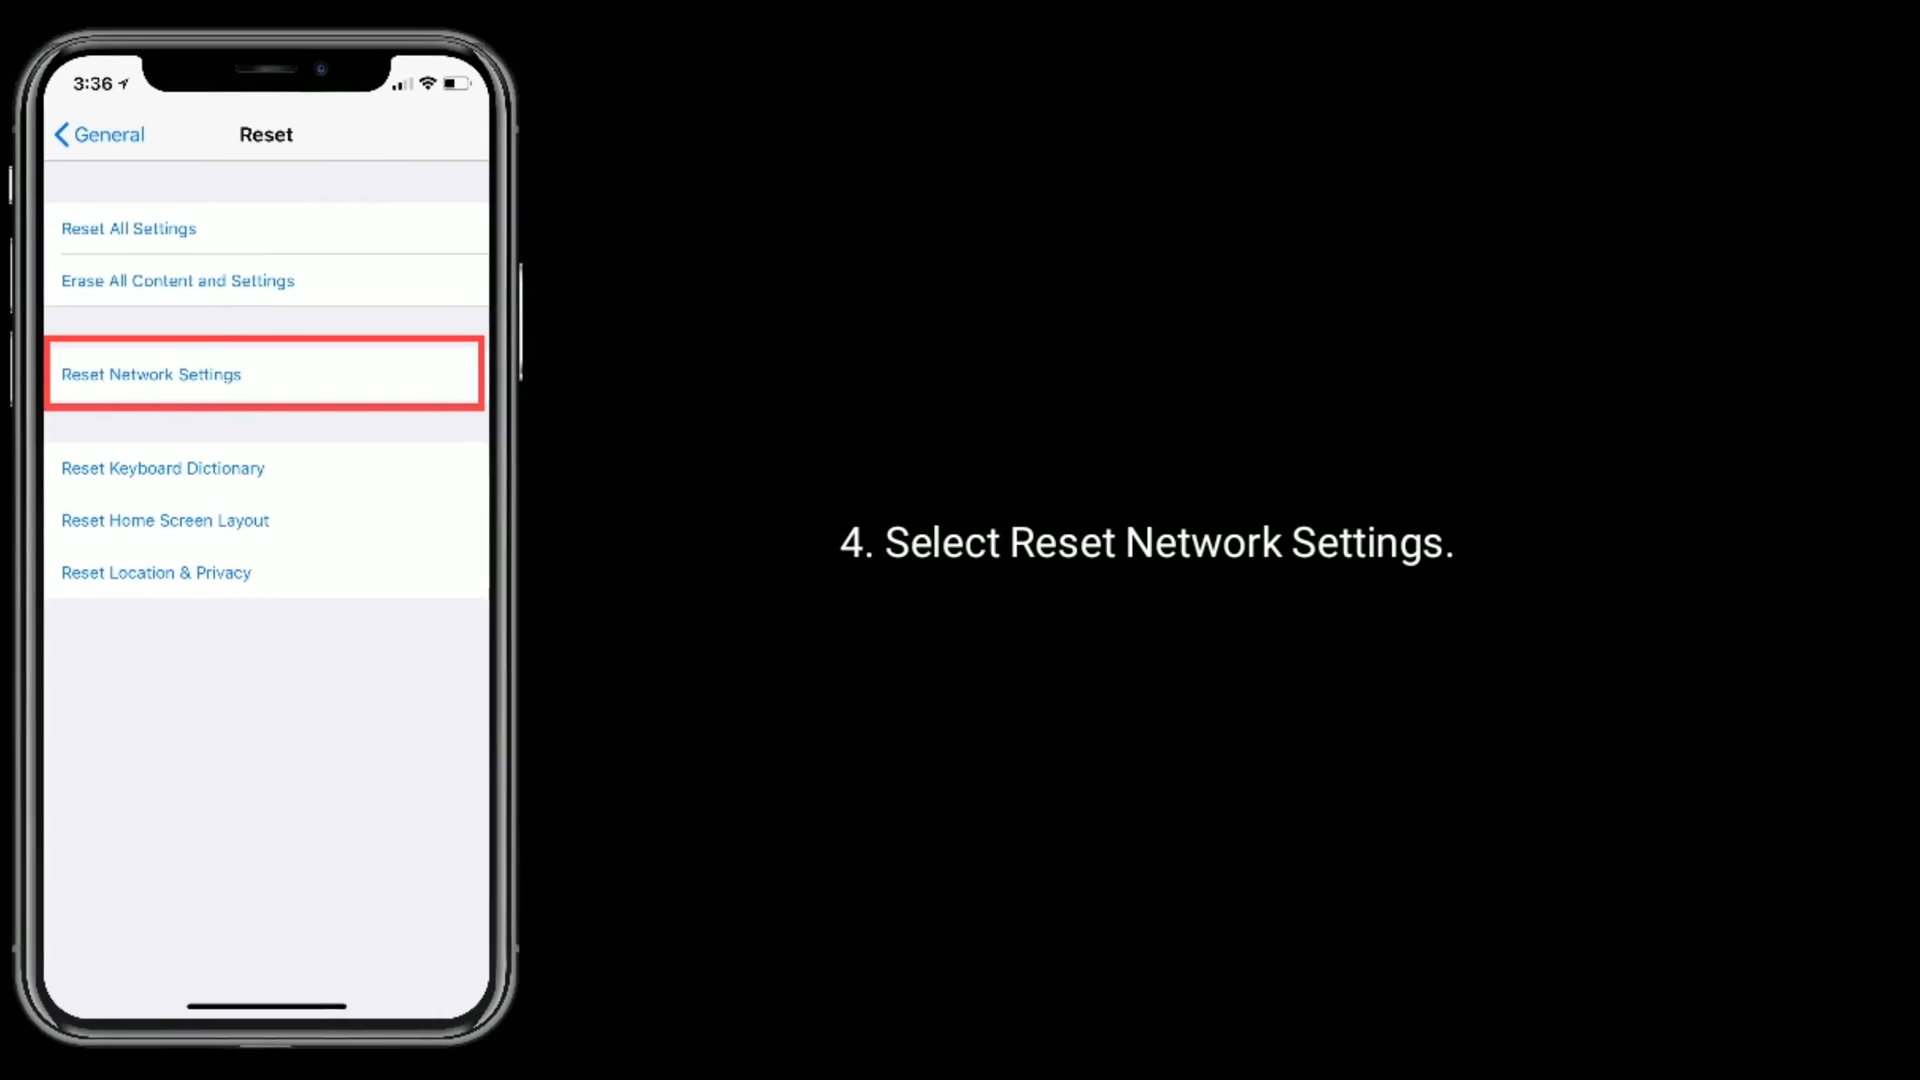 3:36
General
Reset
Reset All Settings
Erase All Content and Settings
Reset Network Settings
Reset Keyboard Dictionary
Reset Home Screen Layout
Reset Location & Privacy
4. Select Reset Network Settings.